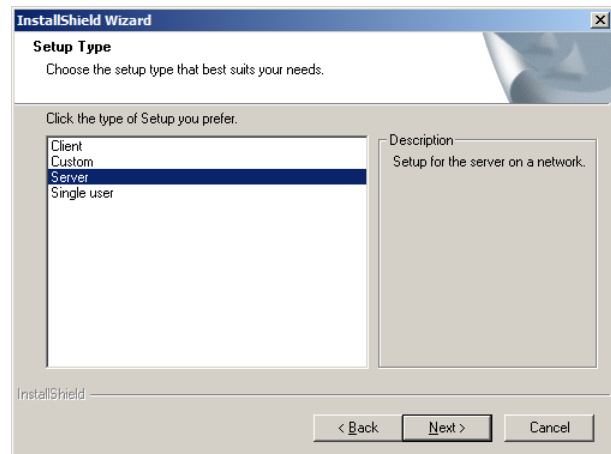 InstallShield Wizard
Setup Type
Choose the setup type that best suits your needs.
Click the type of Setup you prefer.
Client
Custom
Server
Single user
Description
Setup for the server on a network.
InstallShield
< Back
Next >
Cancel